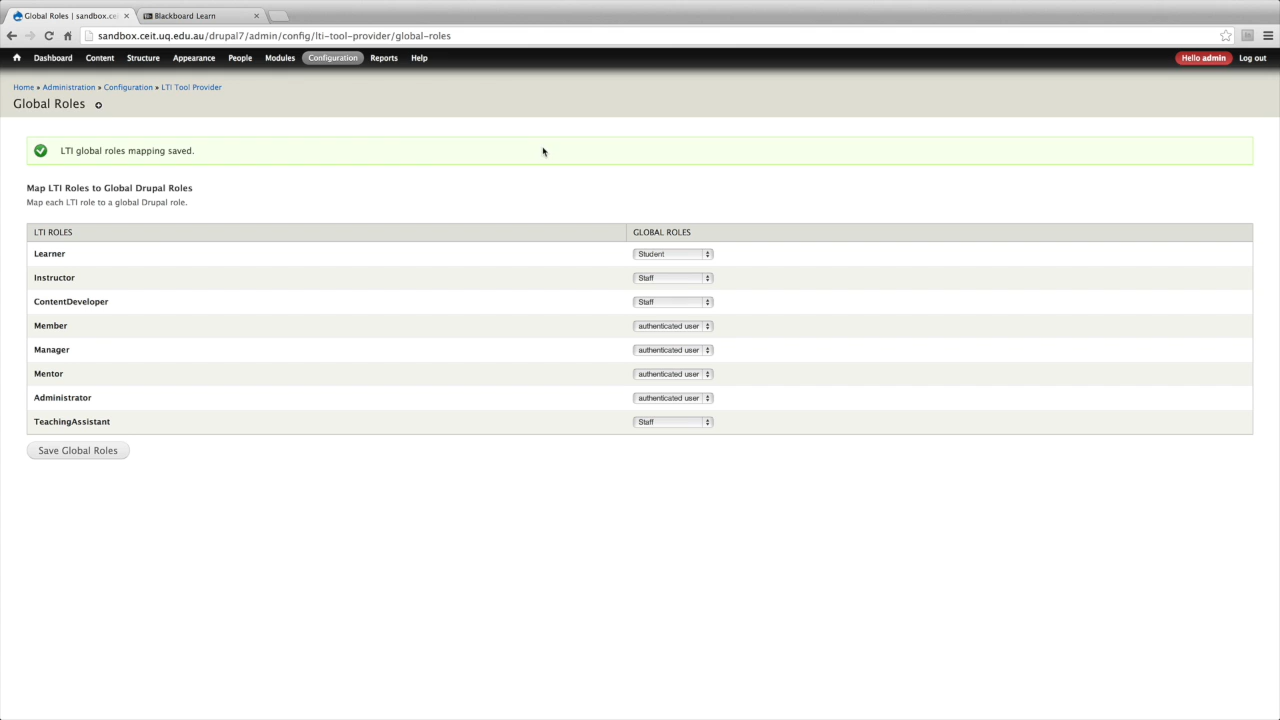 Global Roles | sandbox.cei
Blackboard Learn
sandbox.ceit.uq.edu.au/drupal7/admin/config/lti-tool-provider/global-roles
Dashboard Content Structure Appearance People Modules Configuration Reports Help Hello admin Log out
Home » Administration » Configuration » LTI Tool Provider
Global Roles
LTI global roles mapping saved.
Map LTI Roles to Global Drupal Roles
Map each LTI role to a global Drupal role.
LTI ROLES GLOBAL ROLES
Learner Student
Instructor Staff
ContentDeveloper Staff
Member authenticated user
Manager authenticated user
Mentor authenticated user
Administrator authenticated user
TeachingAssistant Staff
Save Global Roles